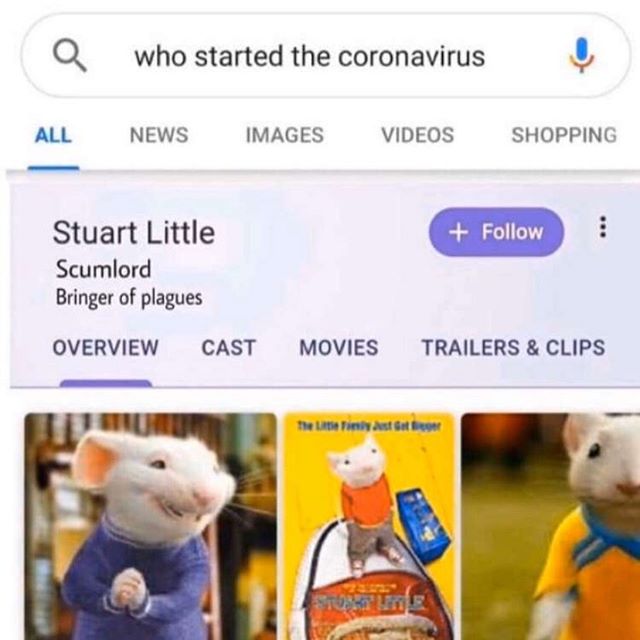 who started the coronavirus
ALL NEWS IMAGES VIDEOS SHOPPING
Stuart Little
+ Follow
Scumlord
Bringer of plagues
OVERVIEW CAST MOVIES TRAILERS & CLIPS
The Little Family Just Got Bigger
STUART LITTLE